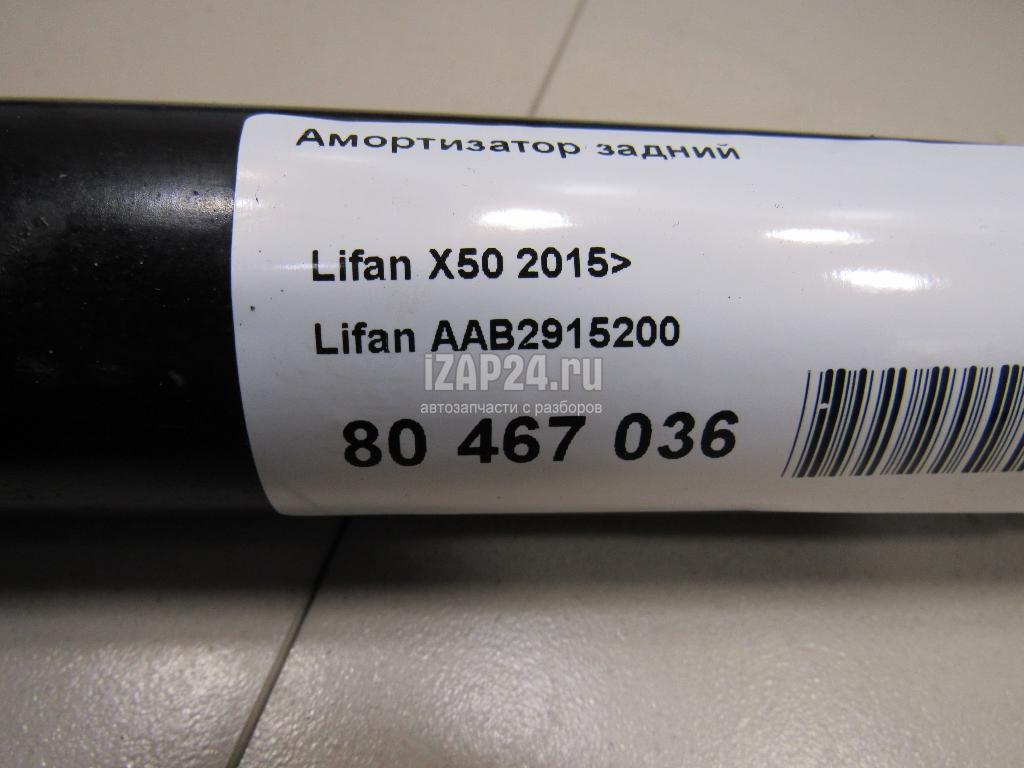 Амортизатор задний
Lifan X50 2015>
Lifan AAB2915200
iZAP24.ru
автозапчасти с разборов
80 467 036